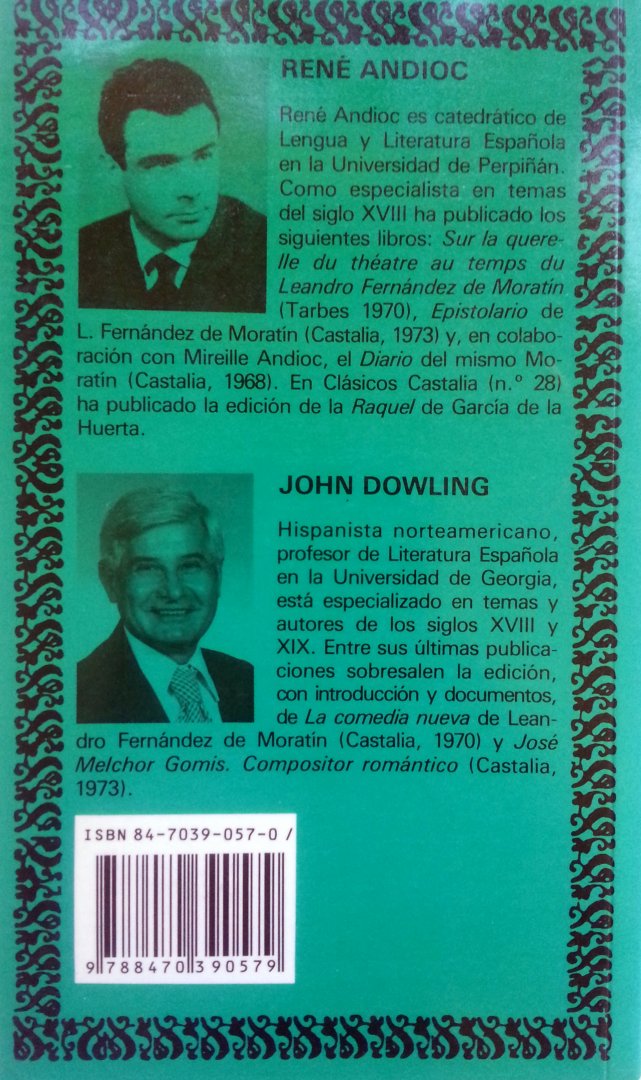 RENÉ ANDIOC
René Andioc es catedrático de
Lengua y Literatura Española
en la Universidad de Perpiñán.
Como especialista en temas
del siglo XVIII ha publicado los
siguientes libros: Sur la quere-
lle du théatre au temps du
Leandro Fernández de Moratín
(Tarbes 1970), Epistolario de
L. Fernández de Moratín (Castalia, 1973) y, en colabo-
ración con Mireille Andioc, el Diario del mismo Mo-
ratín (Castalia, 1968). En Clásicos Castalia (n.º 28)
ha publicado la edición de la Raquel de García de la
Huerta.
JOHN DOWLING
Hispanista norteamericano,
profesor de Literatura Española
en la Universidad de Georgia,
está especializado en temas y
autores de los siglos XVIII y
XIX. Entre sus últimas publica-
ciones sobresalen la edición,
con introducción y documentos,
de La comedia nueva de Lean-
dro Fernández de Moratín (Castalia, 1970) y José
Melchor Gomis. Compositor romántico (Castalia,
1973).
ISBN 84-7039-057-0 /
9 788470 390579